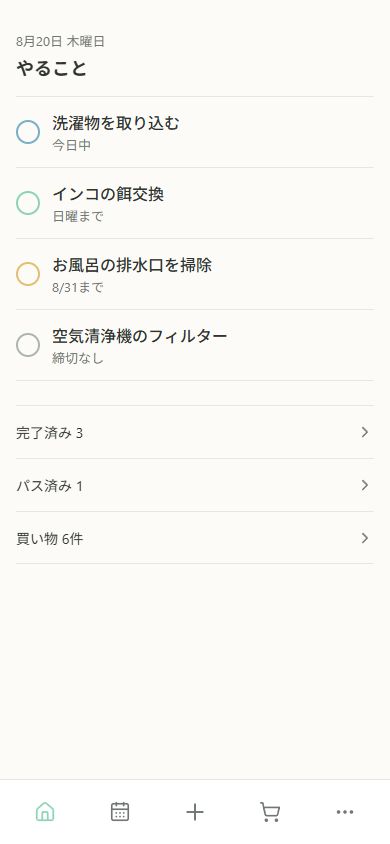 8月20日 木曜日
やること
洗濯物を取り込む
今日中
インコの餌交換
日曜まで
お風呂の排水口を掃除
8/31まで
空気清浄機のフィルター
締切なし
完了済み 3
パス済み 1
買い物 6件